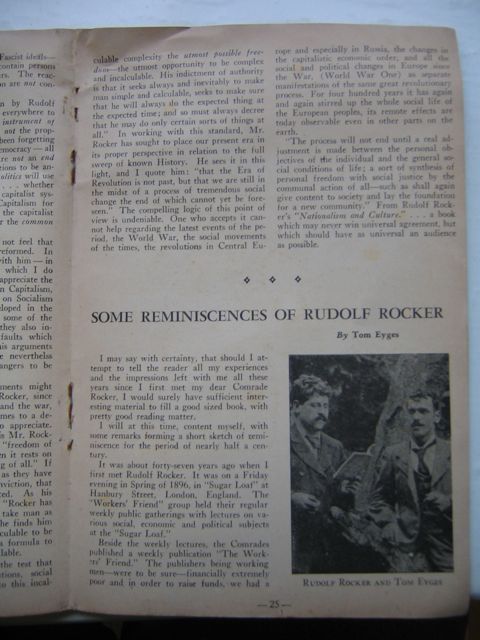 Fascist ideals—
contain persons
ers. The reac-
on are not con-
n by Rudolf
everywhere to
instrument of
not the prop-
been forgetting
democracy — all
re not an end
tions to be an-
olitics will use
. . . whether
capitalist sys-
Capitalism for
the capitalist
r the common
not feel that
reformed. In
with him — in
which I do
appreciate the
n Capitalism,
on Socialism
eloped in the
some of the
they also in-
faults which
his arguments
e nevertheless
angers to be
ments might
Rocker, since
and the war,
omes to a de-
o appreciate.
is Mr. Rock-
"freedom of
n it rests on
g of all." If
as they have
nviction, that
ted. As his
"Rocker has
take man as
he finds him
culable to be
s formula to
lable.
the test that
tions, social
o this incal-
culable complexity the utmost possible free-
dom—the utmost opportunity to be complex
and incalculable. His indictment of authority
is that it seeks always and inevitably to make
man simple and calculable, seeks to make sure
that he will always do the expected thing at
the expected time; and so must always decree
that he may do only certain sorts of things at
all." In working with this standard, Mr.
Rocker has sought to place our present era in
its proper perspective in relation to the full
sweep of known History. He sees it in this
light, and I quote him: "that the Era of
Revolution is not past, but that we are still in
the midst of a process of tremendous social
change the end of which cannot yet be fore-
seen." The compelling logic of this point of
view is undeniable. One who accepts it can-
not help regarding the latest events of the pe-
riod, the World War, the social movements
of the times, the revolutions in Central Eu-
rope and especially in Russia, the changes in
the capitalistic economic order, and all the
social and political changes in Europe since
the War, (World War One) as separate
manifestations of the same great revolutionary
process. For four hundred years it has again
and again stirred up the whole social life of
the European peoples, its remote effects are
today observable even in other parts on the
earth.
"The process will not end until a real ad-
justment is made between the personal ob-
jectives of the individual and the general so-
cial conditions of life; a sort of synthesis of
personal freedom with social justice by the
communal action of all—such as shall again
give content to society and lay the foundation
for a new community." From Rudolf Rock-
er's "Nationalism and Culture." . . . a book
which may never win universal agreement, but
which should have as universal an audience
as possible.
SOME REMINISCENCES OF RUDOLF ROCKER
By Tom Eyges
I may say with certainty, that should I at-
tempt to tell the reader all my experiences
and the impressions left with me all these
years since I first met my dear Comrade
Rocker, I would surely have sufficient inter-
esting material to fill a good sized book, with
pretty good reading matter.
I will at this time, content myself, with
some remarks forming a short sketch of remi-
niscence for the period of nearly half a cen-
tury.
It was about forty-seven years ago when I
first met Rudolf Rocker. It was on a Friday
evening in Spring of 1896, in "Sugar Loaf" at
Hanbury Street, London, England. The
'Workers' Friend" group held their regular
weekly public gatherings with lectures on va-
rious social, economic and political subjects
at the "Sugar Loaf."
Beside the weekly lectures, the Comrades
published a weekly publication "The Work-
ers' Friend." The publishers being working
men—were to be sure—financially extremely
poor and in order to raise funds, we had a
RUDOLF ROCKER AND TOM EYGES
—25—